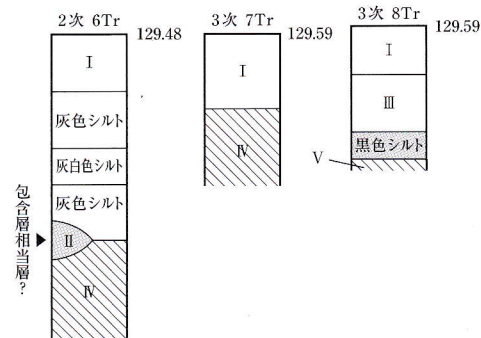 2次 6Tr
129.48
Ⅰ
灰色シルト
灰白色シルト
灰色シルト
Ⅱ
Ⅳ
包含層相当層?
3次 7Tr
129.59
Ⅰ
Ⅳ
3次 8Tr
129.59
Ⅰ
Ⅲ
黒色シルト
Ⅴ